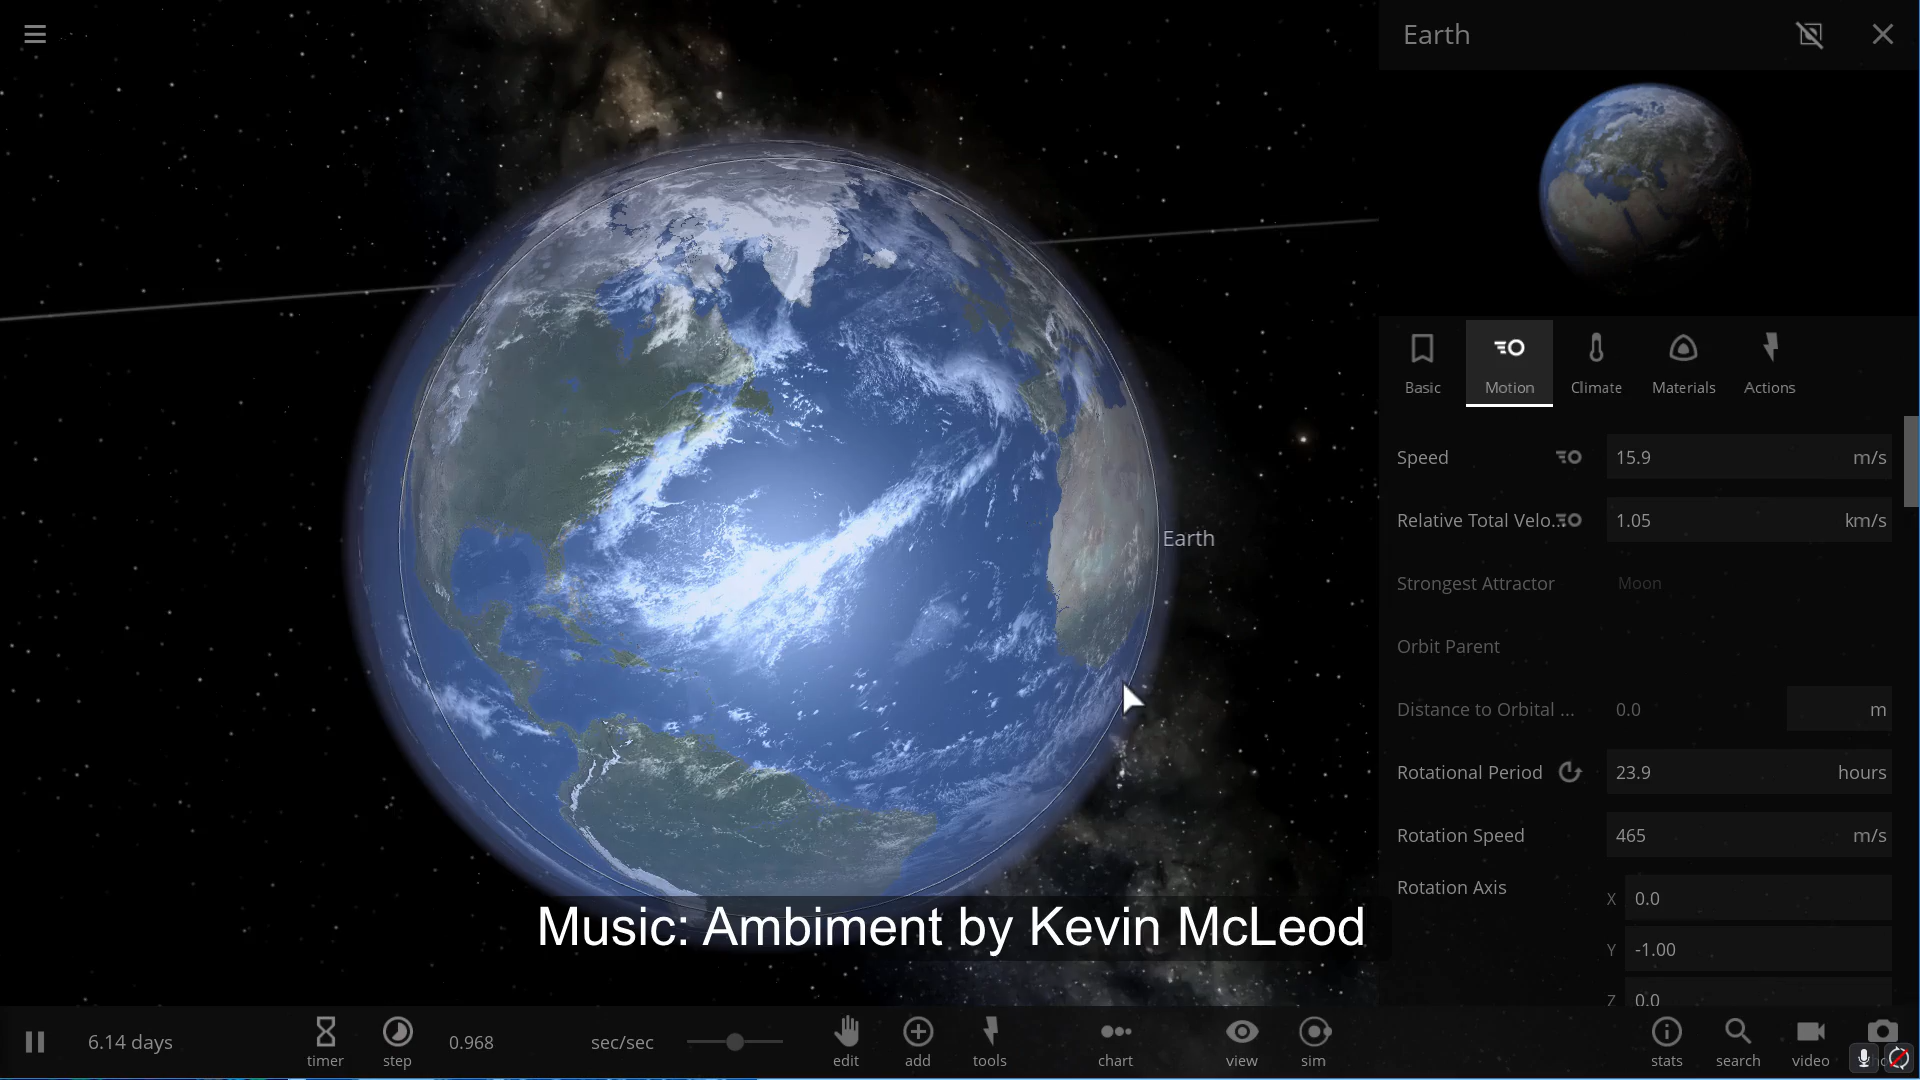 Earth
Basic
Motion
Climate
Materials
Actions
Speed 15.9 m/s
Relative Total Velo... 1.05 km/s
Strongest Attractor Moon
Orbit Parent
Distance to Orbital ... 0.0 m
Rotational Period 23.9 hours
Rotation Speed 465 m/s
Rotation Axis X 0.0
Y -1.00
Z 0.0
Earth
Music: Ambiment by Kevin McLeod
6.14 days
timer
step
0.968 sec/sec
edit
add
tools
chart
view
sim
stats
search
video